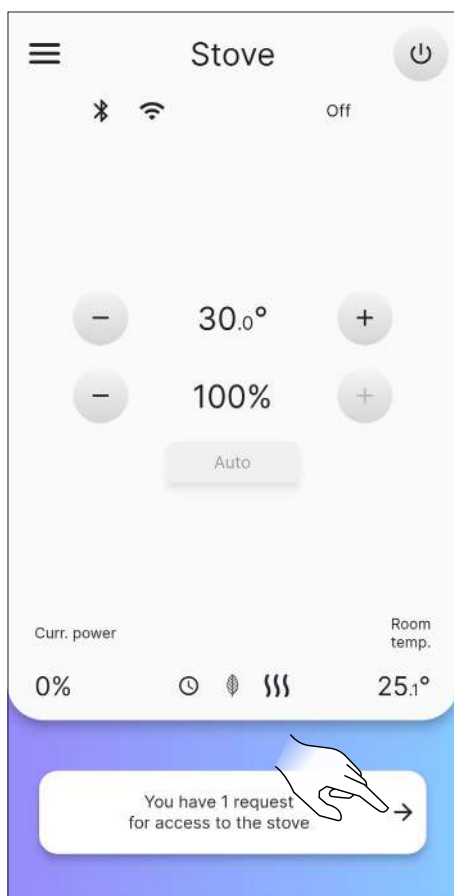 Stove
Off
− 30.0° +
− 100% +
Auto
Curr. power
Room
temp.
0%
25.1°
You have 1 request
for access to the stove